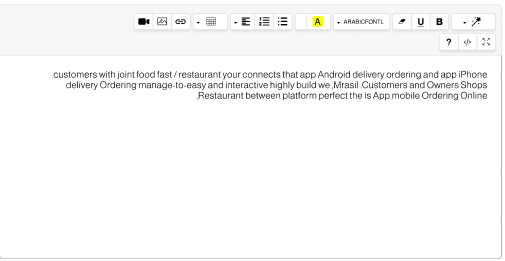 ARABICFONTL
A
U
B
?
</>
.customers with joint food fast / restaurant your connects that app Android delivery ordering and app iPhone
delivery Ordering manage-to-easy and interactive highly build we ,Mrasil .Customers and Owners Shops
,Restaurant between platform perfect the is App mobile Ordering Online